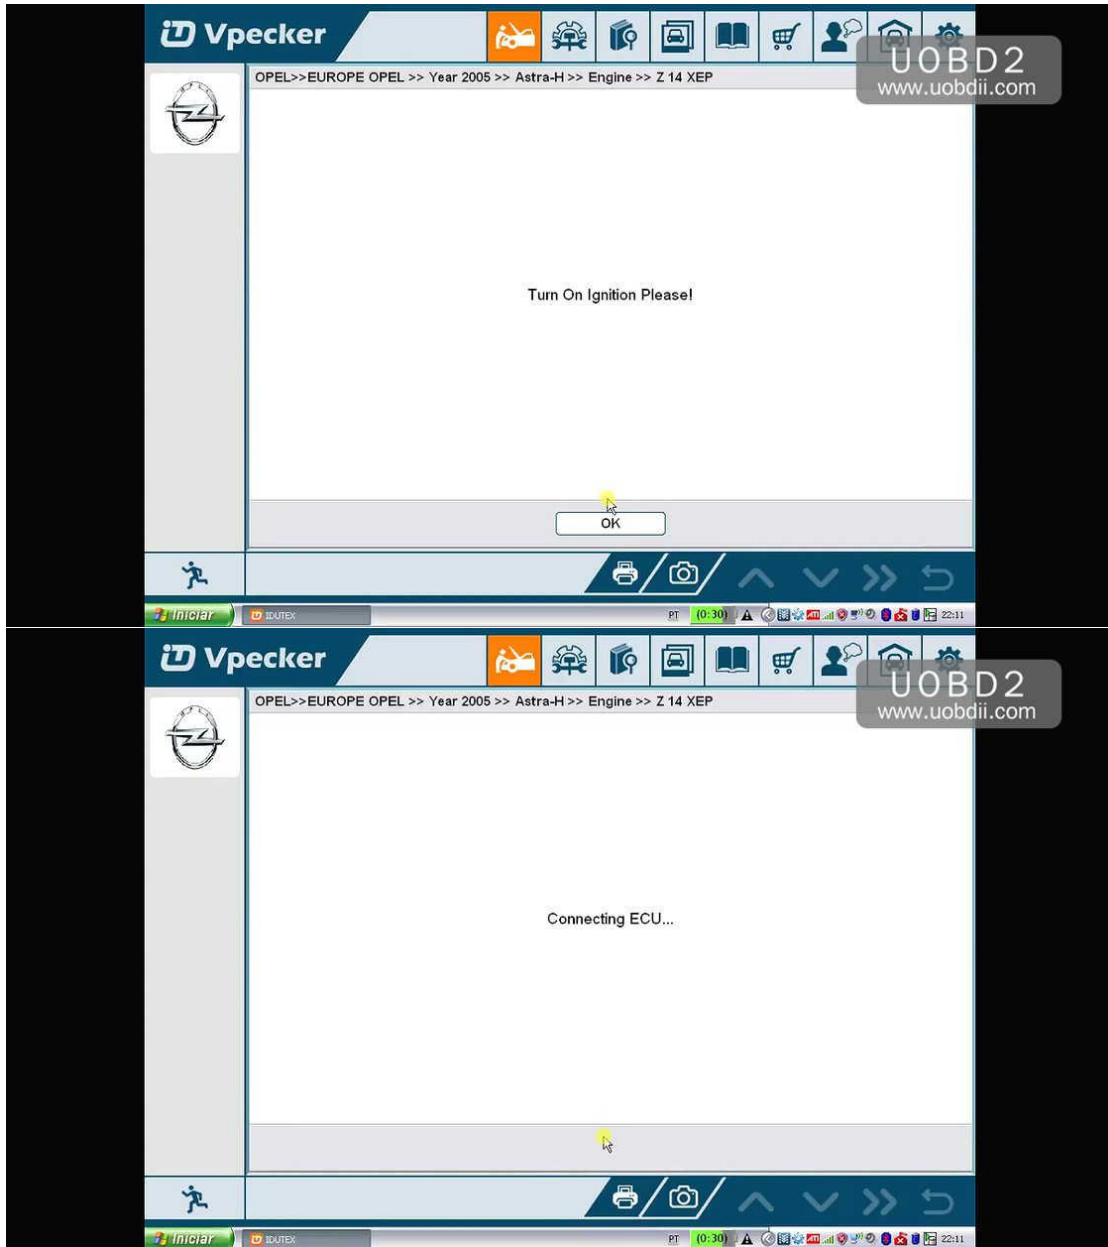 iD Vpecker
UOBD2
www.uobdii.com
OPEL>>EUROPE OPEL >> Year 2005 >> Astra-H >> Engine >> Z 14 XEP
Turn On Ignition Please!
OK
Iniciar
IDUTEX
PT
(0:30)
22:11
iD Vpecker
UOBD2
www.uobdii.com
OPEL>>EUROPE OPEL >> Year 2005 >> Astra-H >> Engine >> Z 14 XEP
Connecting ECU...
Iniciar
IDUTEX
PT
(0:30)
22:11